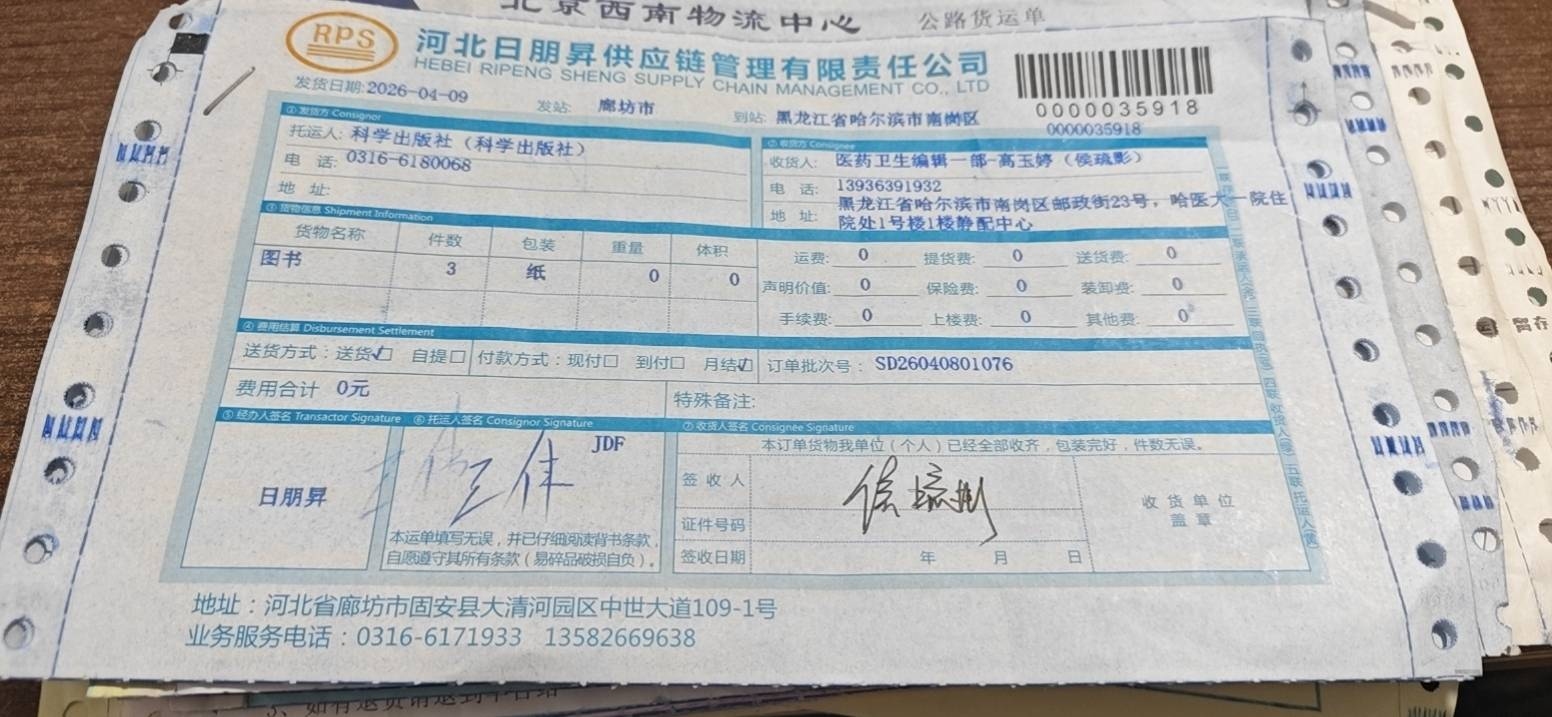 北京西南物流中心 公路货运单
RPS
河北日朋昇供应链管理有限责任公司
HEBEI RIPENG SHENG SUPPLY CHAIN MANAGEMENT CO., LTD
0000035918
0000035918
发货日期:2026-04-09 发站: 廊坊市 到站: 黑龙江省哈尔滨市南岗区
① 发货方 Consignor
托运人: 科学出版社（科学出版社）
电 话: 0316-6180068
地 址:
② 收货方 Consignee
收货人: 医药卫生编辑一部-高玉婷（侯琉影）
电 话: 13936391932
地 址: 黑龙江省哈尔滨市南岗区邮政街23号，哈医大一院住
院处1号楼1楼静配中心
③ 货物信息 Shipment Information
货物名称 件数 包装 重量 体积
图书 3 纸 0 0
运费: 0 提货费: 0 送货费: 0
声明价值: 0 保险费: 0 装卸费: 0
手续费: 0 上楼费: 0 其他费: 0
④ 费用结算 Disbursement Settlement
送货方式：送货☑ 自提☐ 付款方式：现付☐ 到付☐ 月结☑ 订单批次号： SD26040801076
费用合计 0元 特殊备注:
⑤ 经办人签名 Transactor Signature
日朋昇
⑥ 托运人签名 Consignor Signature
JDF
本运单填写无误，并已仔细阅读背书条款，
自愿遵守其所有条款（易碎品破损自负）。
⑦ 收货人签名 Consignee Signature
本订单货物我单位（个人）已经全部收齐，包装完好，件数无误。
签 收 人
证件号码
签收日期 年 月 日
收 货 单 位
盖 章
地址：河北省廊坊市固安县大清河园区中世大道109-1号
业务服务电话：0316-6171933 13582669638
留存